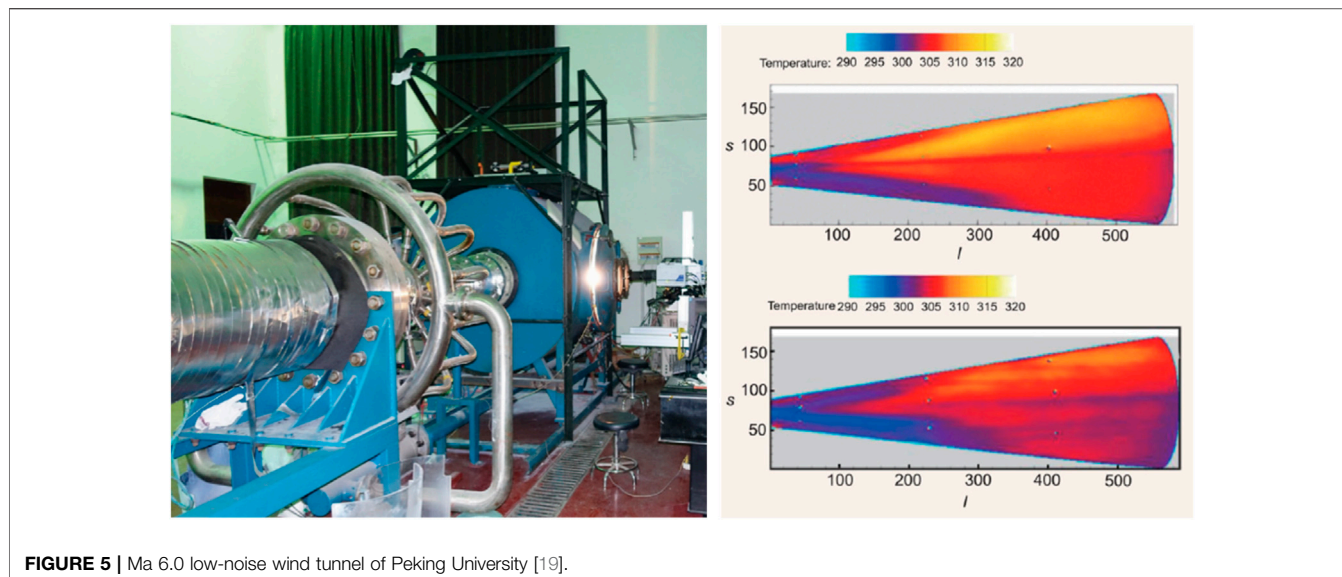 Temperature: 290 295 300 305 310 315 320
150
100
s
50
100 200 300 400 500
l
Temperature 290 295 300 305 310 315 320
150
100
s
50
100 200 300 400 500
l
FIGURE 5 | Ma 6.0 low-noise wind tunnel of Peking University [19].